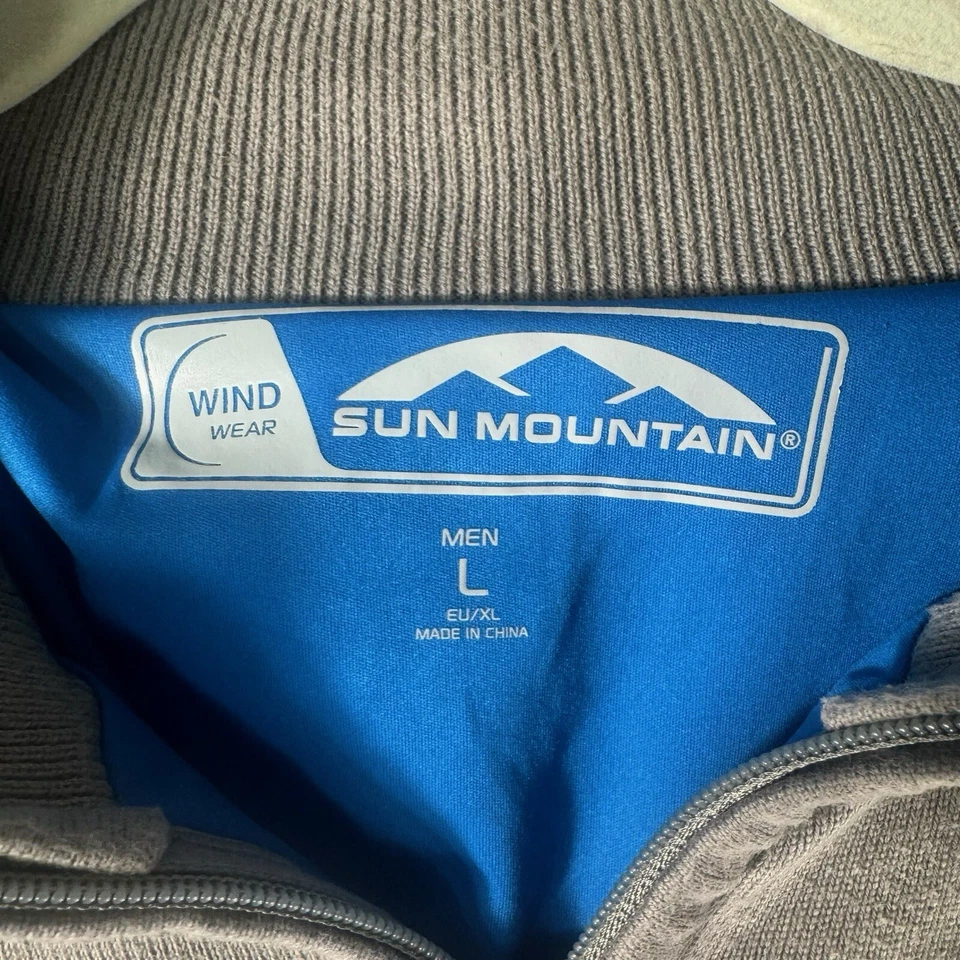 WIND
WEAR
SUN MOUNTAIN®
MEN
L
EU/XL
MADE IN CHINA